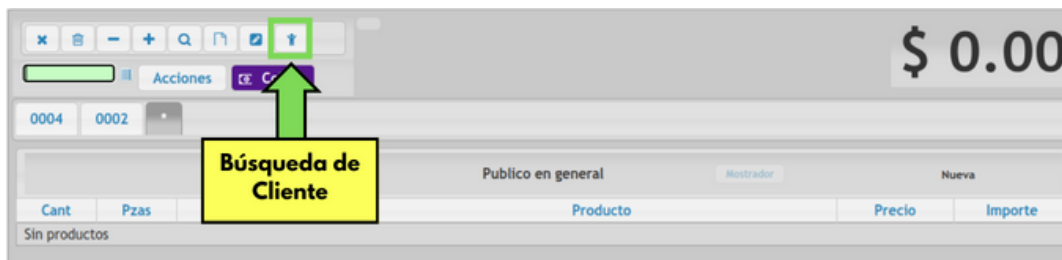 $ 0.00
Acciones
0004 0002 *
Búsqueda de
Cliente
Publico en general Mostrador Nueva
Cant Pzas Producto Precio Importe
Sin productos